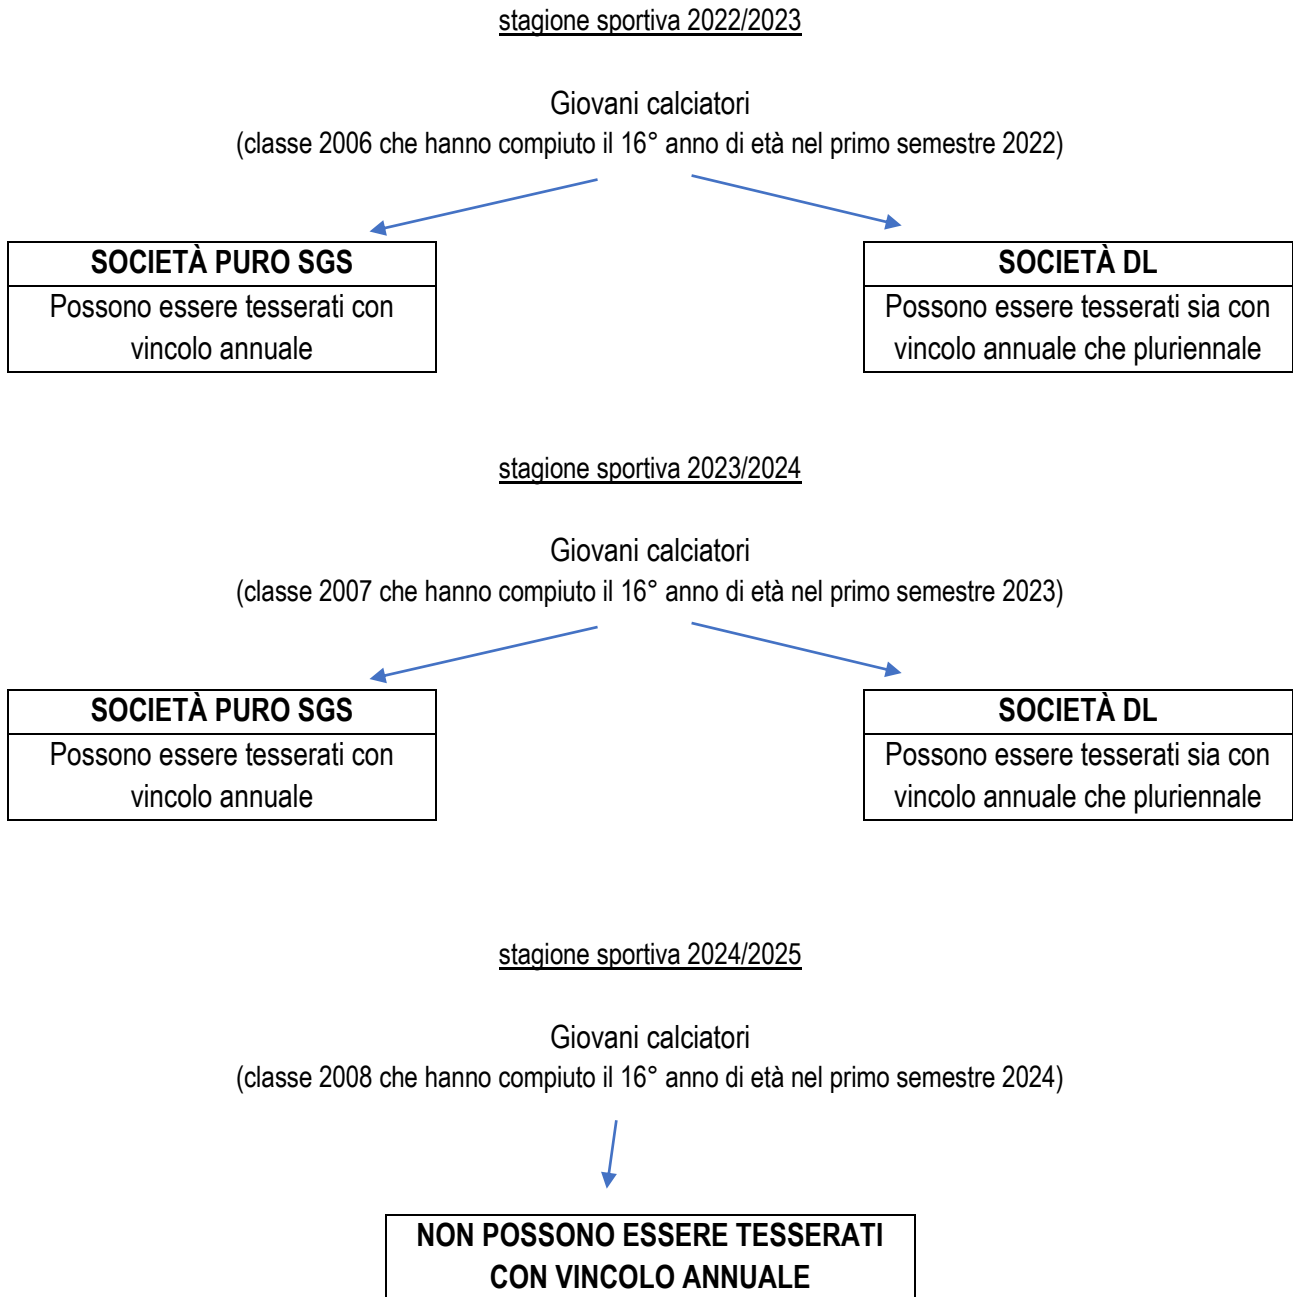 stagione sportiva 2022/2023
Giovani calciatori
(classe 2006 che hanno compiuto il 16° anno di età nel primo semestre 2022)
SOCIETÀ PURO SGS
Possono essere tesserati con
vincolo annuale
SOCIETÀ DL
Possono essere tesserati sia con
vincolo annuale che pluriennale
stagione sportiva 2023/2024
Giovani calciatori
(classe 2007 che hanno compiuto il 16° anno di età nel primo semestre 2023)
SOCIETÀ PURO SGS
Possono essere tesserati con
vincolo annuale
SOCIETÀ DL
Possono essere tesserati sia con
vincolo annuale che pluriennale
stagione sportiva 2024/2025
Giovani calciatori
(classe 2008 che hanno compiuto il 16° anno di età nel primo semestre 2024)
NON POSSONO ESSERE TESSERATI
CON VINCOLO ANNUALE